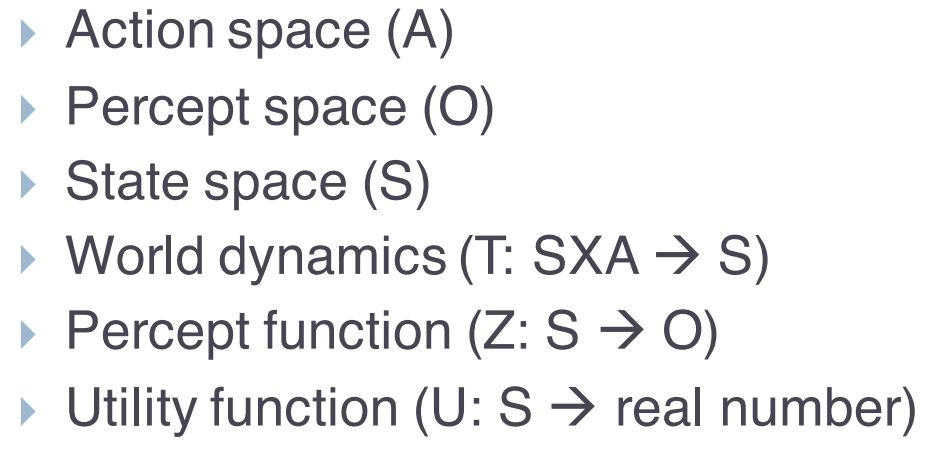 ▸ Action space (A)
▸ Percept space (O)
▸ State space (S)
▸ World dynamics (T: SXA → S)
▸ Percept function (Z: S → O)
▸ Utility function (U: S → real number)